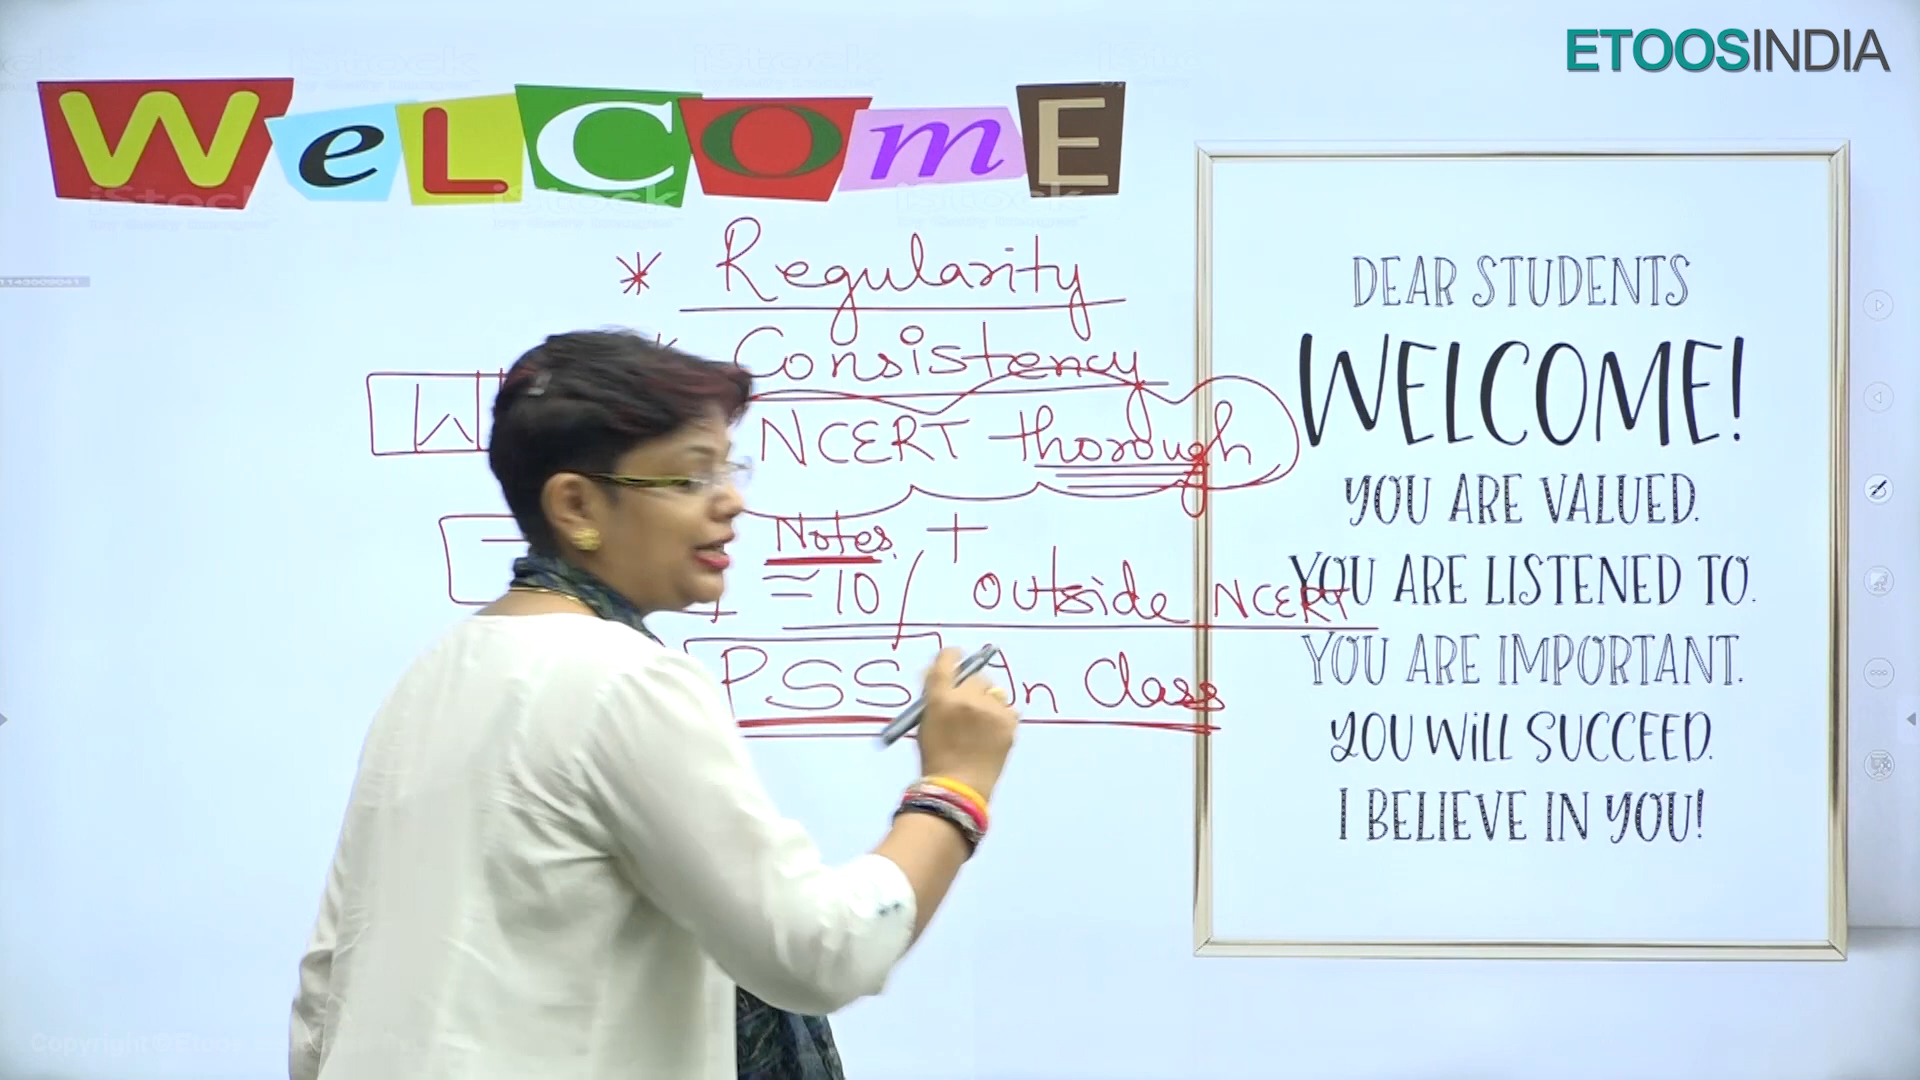 ETOOSINDIA
WELCOME
* Regularity
* Consistency
NCERT thorough
Notes +
≈ 10 / Outside NCERT
PSS In Class
DEAR STUDENTS
WELCOME!
YOU ARE VALUED.
YOU ARE LISTENED TO.
YOU ARE IMPORTANT.
YOU WILL SUCCEED.
I BELIEVE IN YOU!
iStock